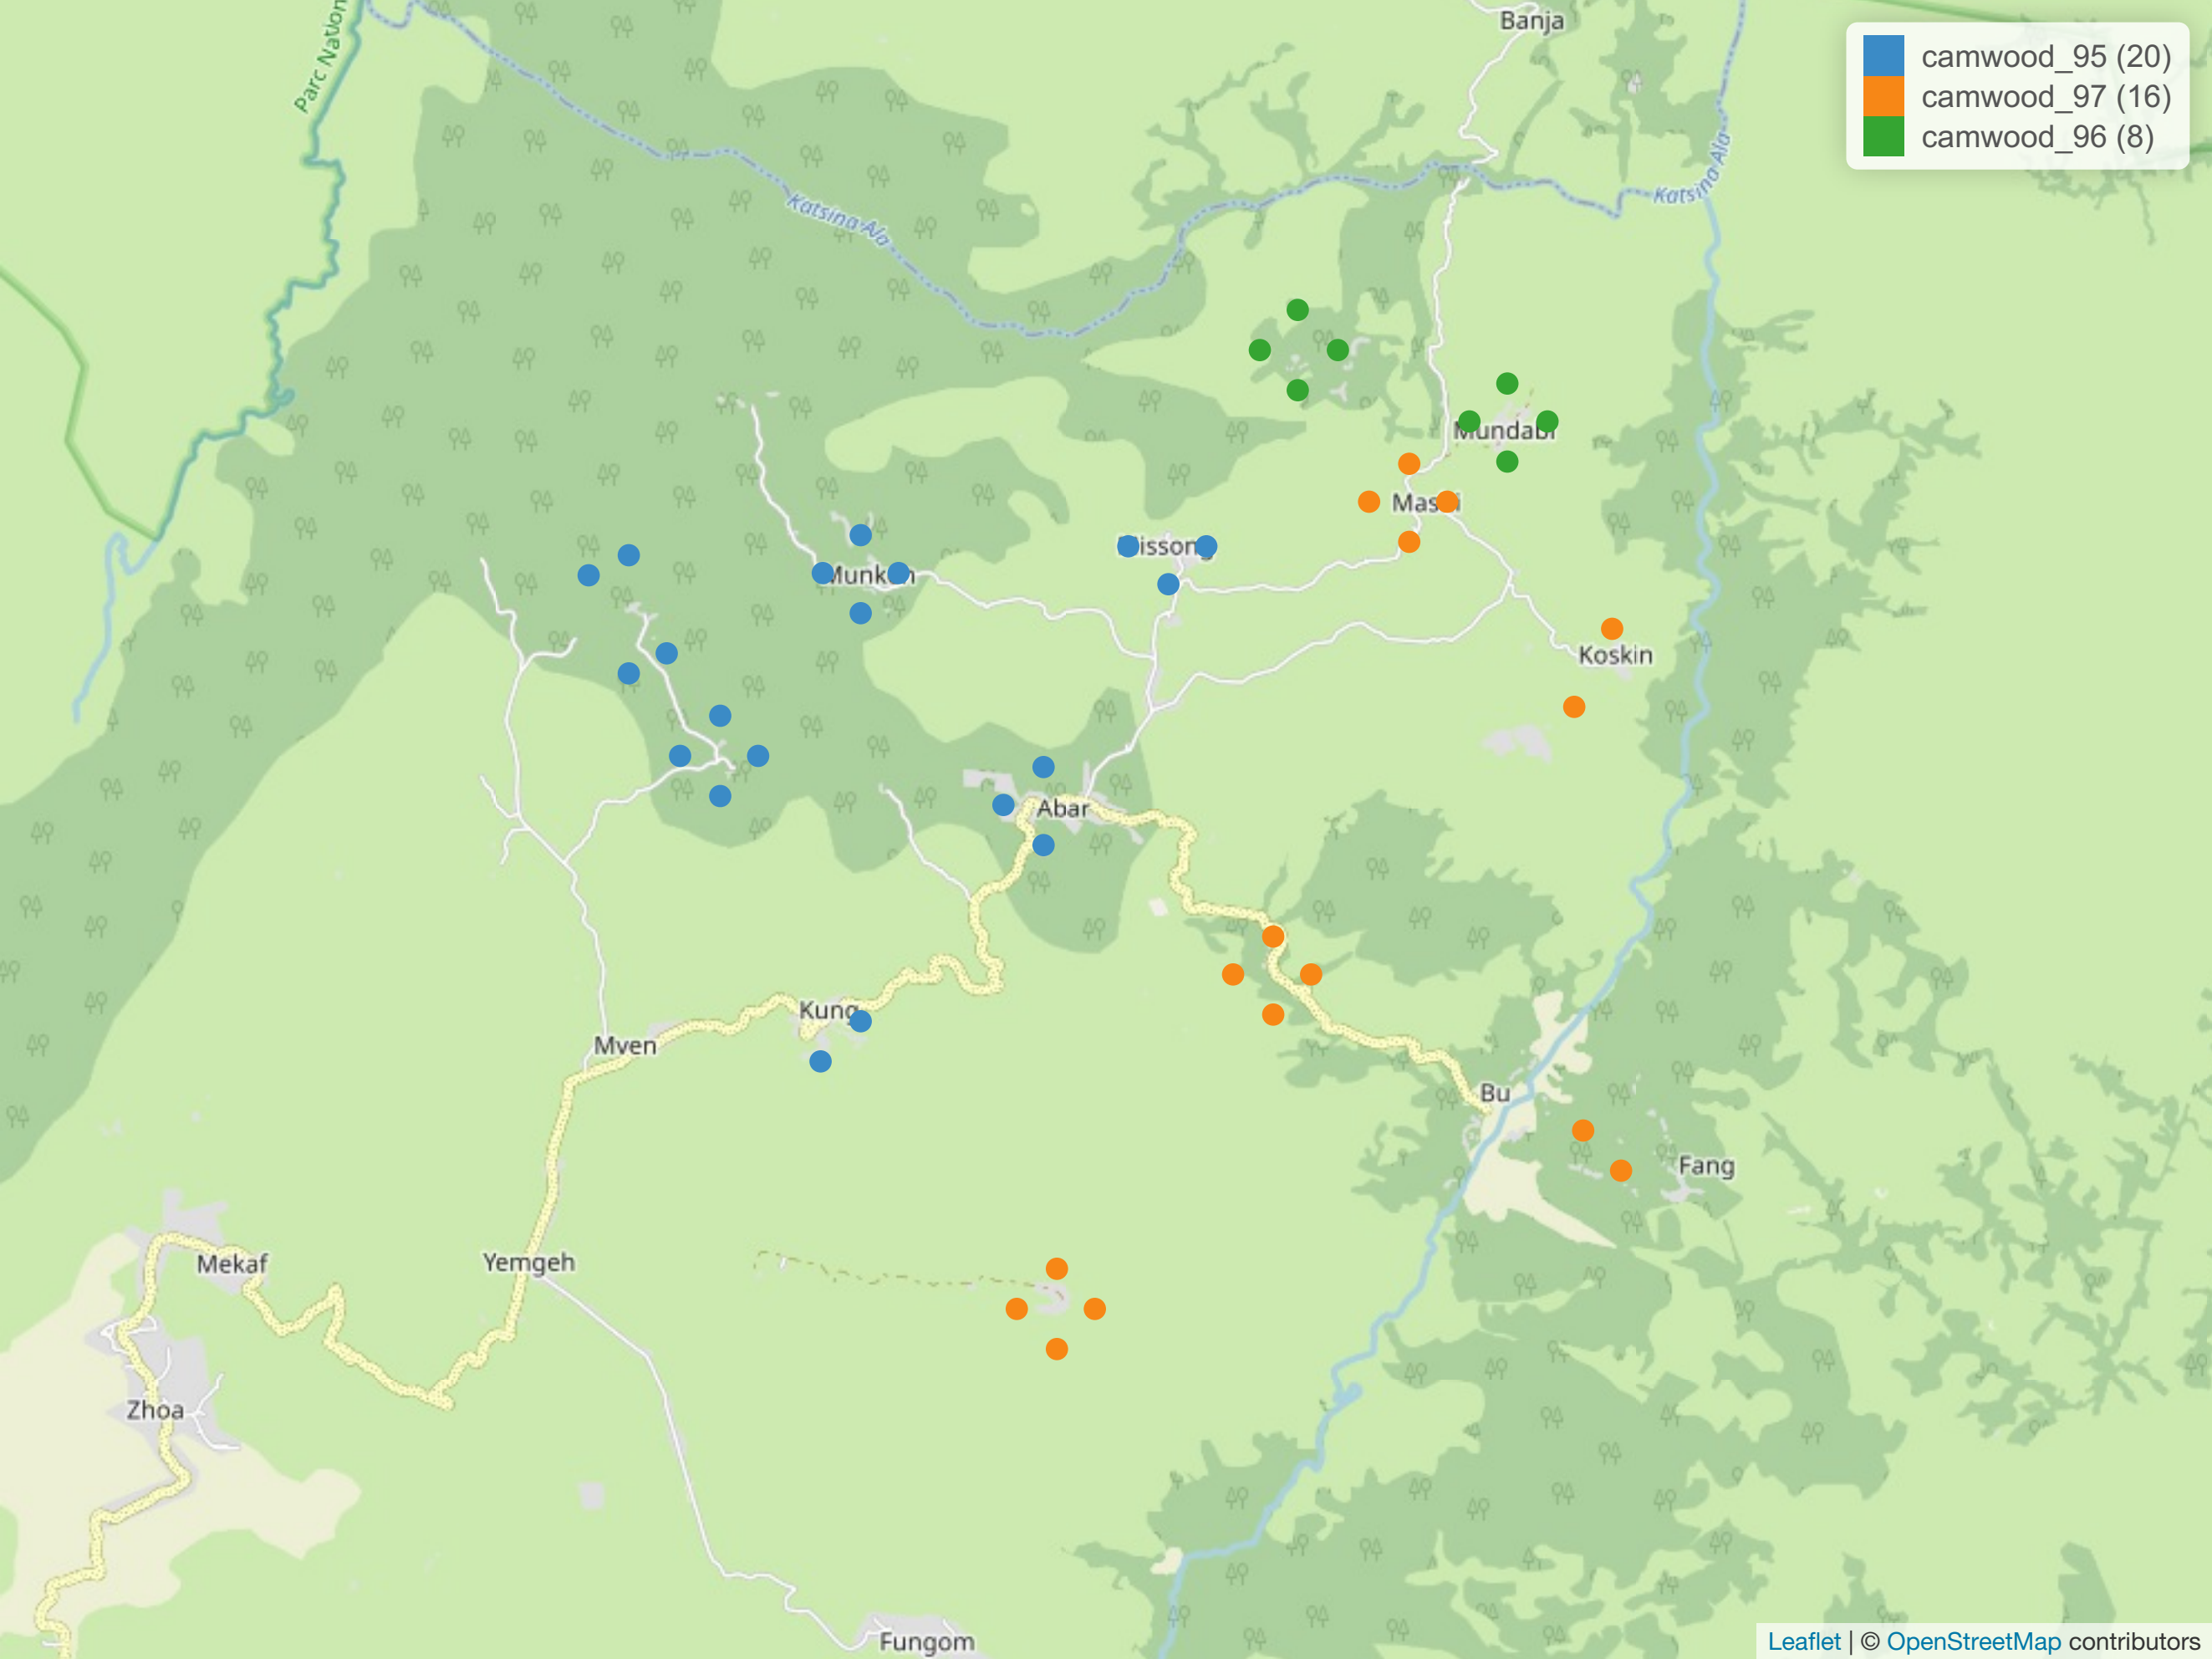 Parc Nation
Banja
camwood_95 (20)
camwood_97 (16)
camwood_96 (8)
Katsina Ala
Katsina Ala
Mundabi
Koskin
Abar
Kung
Mven
Bu
Fang
Mekaf
Yemgeh
Zhoa
Fungom
Leaflet | © OpenStreetMap contributors